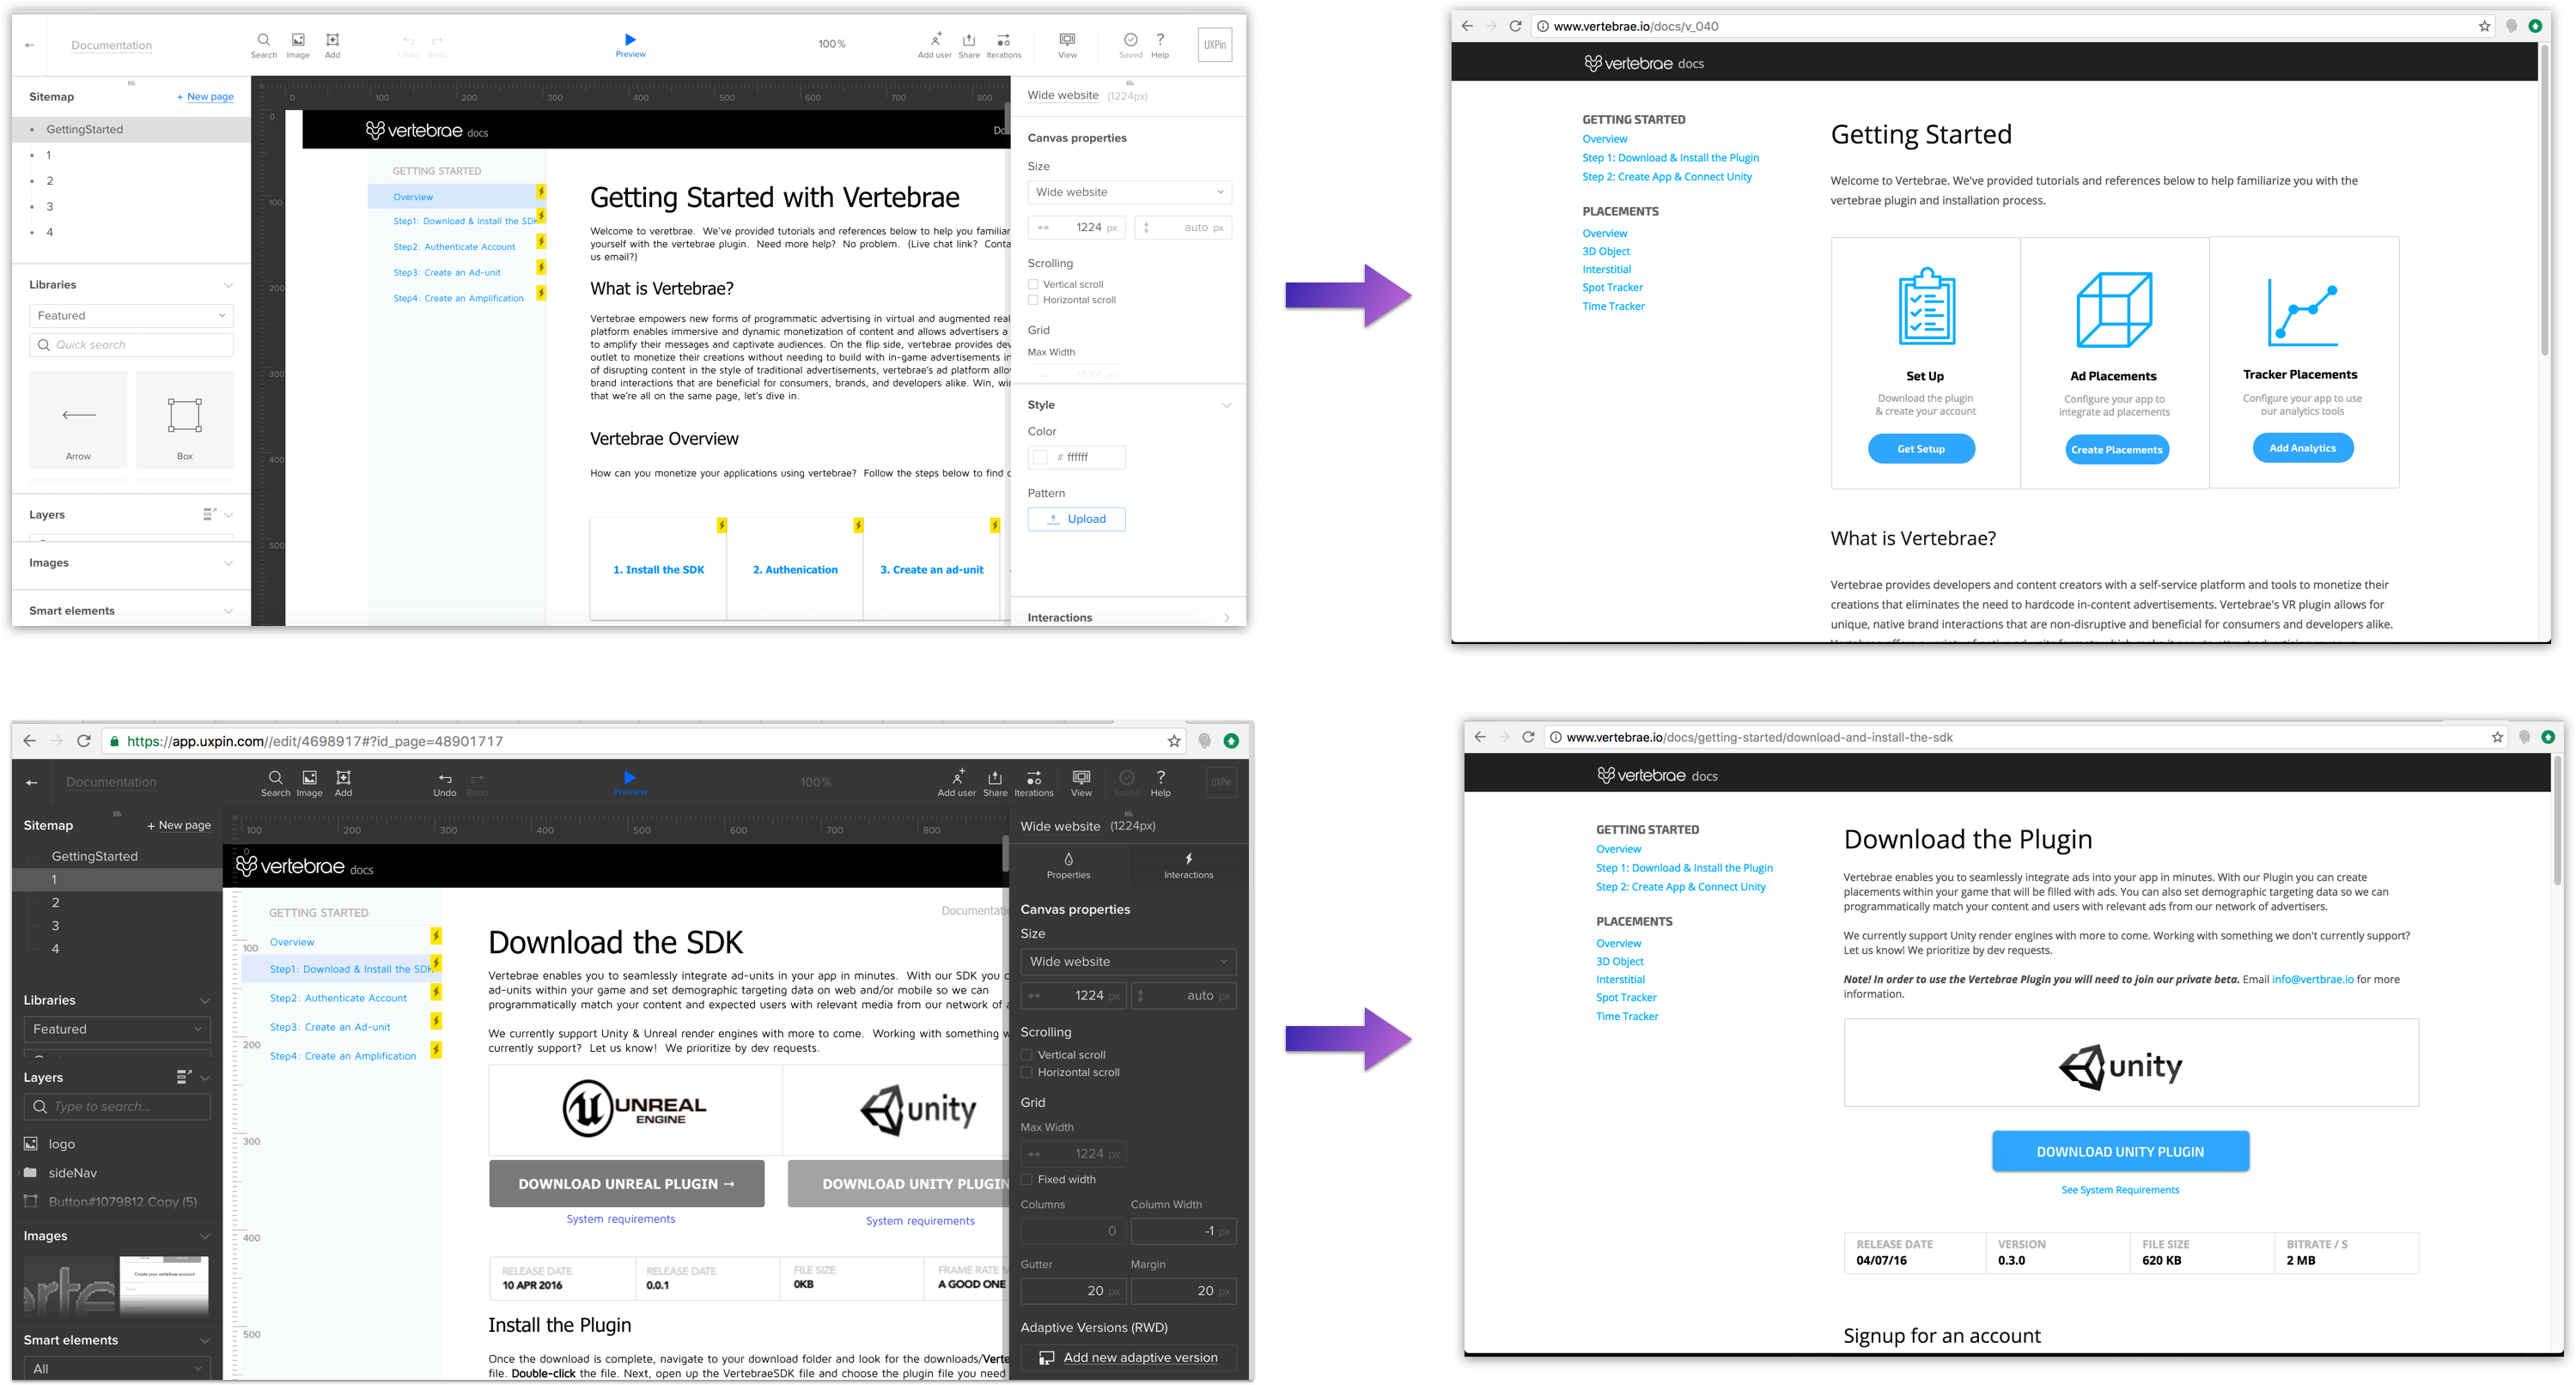 Documentation
Search Image Add Undo Redo
Preview
100%
Add user Share Iterations View Saved Help
UXPin
Sitemap + New page
GettingStarted
1
2
3
4
Libraries
Featured
Quick search
Arrow Box
Layers
Images
Smart elements
0 100 200 300 400 500 600 700 800
0
100
200
300
400
500
vertebrae docs
GETTING STARTED
Overview
Step1: Download & Install the SDK
Step2: Authenticate Account
Step3: Create an Ad-unit
Step4: Create an Amplification
Getting Started with Vertebrae
Welcome to veretbrae. We've provided tutorials and references below to help you familiar
yourself with the vertebrae plugin. Need more help? No problem. (Live chat link? Conta
us email?)
What is Vertebrae?
Vertebrae empowers new forms of programmatic advertising in virtual and augmented real
platform enables immersive and dynamic monetization of content and allows advertisers a
to amplify their messages and captivate audiences. On the flip side, vertebrae provides dev
outlet to monetize their creations without needing to build with in-game advertisements in
of disrupting content in the style of traditional advertisements, vertebrae's ad platform allo
brand interactions that are beneficial for consumers, brands, and developers alike. Win, wi
that we're all on the same page, let's dive in.
Vertebrae Overview
How can you monetize your applications using vertebrae? Follow the steps below to find o
1. Install the SDK 2. Authenication 3. Create an ad-unit
Wide website (1224px)
Canvas properties
Size
Wide website
1224 px auto px
Scrolling
Vertical scroll
Horizontal scroll
Grid
Max Width
1224 px
Style
Color
# ffffff
Pattern
Upload
Interactions
www.vertebrae.io/docs/v_040
vertebrae docs
GETTING STARTED
Overview
Step 1: Download & Install the Plugin
Step 2: Create App & Connect Unity
PLACEMENTS
Overview
3D Object
Interstitial
Spot Tracker
Time Tracker
Getting Started
Welcome to Vertebrae. We've provided tutorials and references below to help familiarize you with the
vertebrae plugin and installation process.
Set Up
Download the plugin
& create your account
Get Setup
Ad Placements
Configure your app to
integrate ad placements
Create Placements
Tracker Placements
Configure your app to use
our analytics tools
Add Analytics
What is Vertebrae?
Vertebrae provides developers and content creators with a self-service platform and tools to monetize their
creations that eliminates the need to hardcode in-content advertisements. Vertebrae's VR plugin allows for
unique, native brand interactions that are non-disruptive and beneficial for consumers and developers alike.
https://app.uxpin.com//edit/4698917#?id_page=48901717
Documentation
Search Image Add Undo Redo
Preview
100%
Add user Share Iterations View Saved Help
UXPin
Sitemap + New page
GettingStarted
1
2
3
4
Libraries
Featured
Layers
Type to search...
logo
sideNav
Button#1079812 Copy (5)
Images
Create your vertebrae account
Smart elements
All
100 200 300 400 500 600 700 800
0
100
200
300
400
500
vertebrae docs
GETTING STARTED
Overview
Step1: Download & Install the SDK
Step2: Authenticate Account
Step3: Create an Ad-unit
Step4: Create an Amplification
Documentatio
Download the SDK
Vertebrae enables you to seamlessly integrate ad-units in your app in minutes. With our SDK you c
ad-units within your game and set demographic targeting data on web and/or mobile so we can
programmatically match your content and expected users with relevant media from our network of a
We currently support Unity & Unreal render engines with more to come. Working with something w
currently support? Let us know! We prioritize by dev requests.
UNREAL
ENGINE
unity
DOWNLOAD UNREAL PLUGIN → DOWNLOAD UNITY PLUGIN
System requirements System requirements
RELEASE DATE RELEASE DATE FILE SIZE FRAME RATE M
10 APR 2016 0.0.1 0KB A GOOD ONE
Install the Plugin
Once the download is complete, navigate to your download folder and look for the downloads/Verte
file. Double-click the file. Next, open up the VertebraeSDK file and choose the plugin file you need
Wide website (1224px)
Properties Interactions
Canvas properties
Size
Wide website
1224 px auto px
Scrolling
Vertical scroll
Horizontal scroll
Grid
Max Width
1224 px
Fixed width
Columns Column Width
0 -1 px
Gutter Margin
20 px 20 px
Adaptive Versions (RWD)
Add new adaptive version
www.vertebrae.io/docs/getting-started/download-and-install-the-sdk
vertebrae docs
GETTING STARTED
Overview
Step 1: Download & Install the Plugin
Step 2: Create App & Connect Unity
PLACEMENTS
Overview
3D Object
Interstitial
Spot Tracker
Time Tracker
Download the Plugin
Vertebrae enables you to seamlessly integrate ads into your app in minutes. With our Plugin you can create
placements within your game that will be filled with ads. You can also set demographic targeting data so we can
programmatically match your content and users with relevant ads from our network of advertisers.
We currently support Unity render engines with more to come. Working with something we don't currently support?
Let us know! We prioritize by dev requests.
Note! In order to use the Vertebrae Plugin you will need to join our private beta. Email info@vertbrae.io for more
information.
unity
DOWNLOAD UNITY PLUGIN
See System Requirements
RELEASE DATE VERSION FILE SIZE BITRATE / S
04/07/16 0.3.0 620 KB 2 MB
Signup for an account